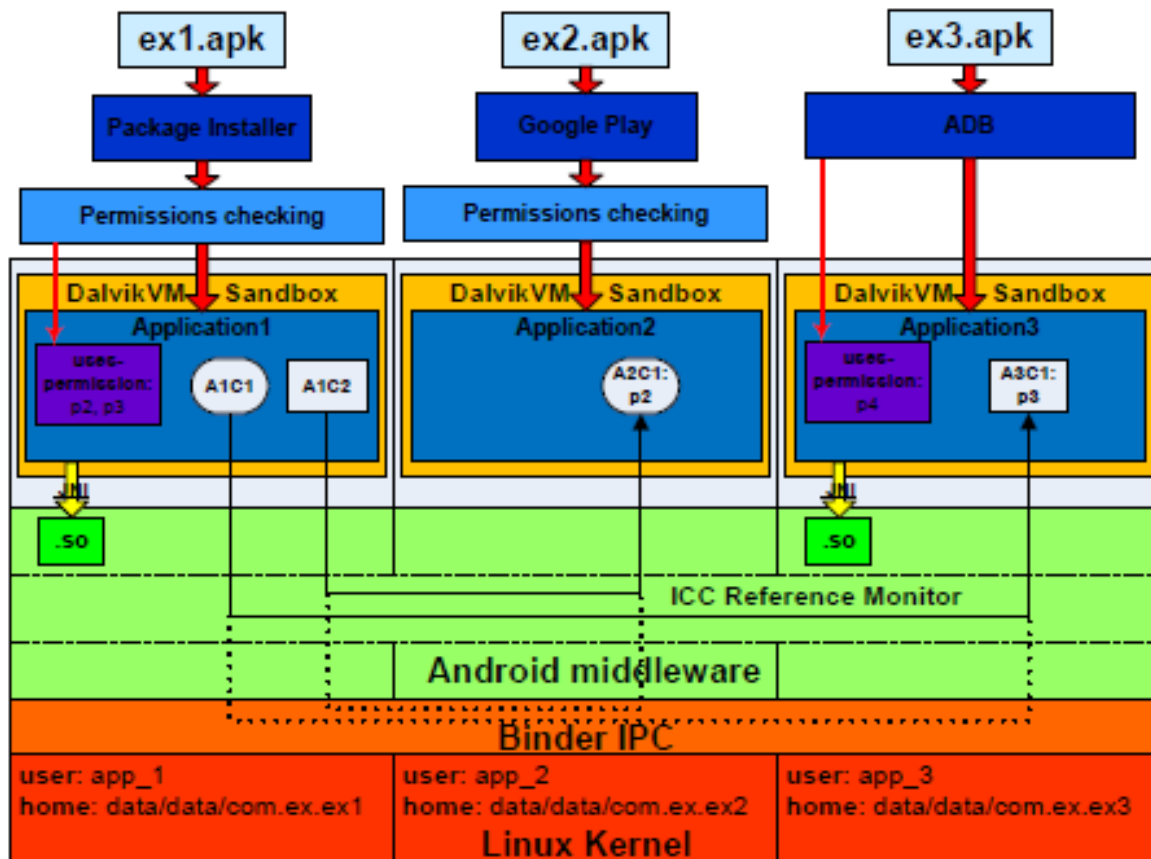 ex1.apk
ex2.apk
ex3.apk
Package Installer
Google Play
ADB
Permissions checking
Permissions checking
DalvikVM Sandbox
DalvikVM Sandbox
DalvikVM Sandbox
Application1
Application2
Application3
uses-
permission:
p2, p3
A1C1
A1C2
A2C1:
p2
uses-
permission:
p4
A3C1:
p3
JNI
JNI
.so
.so
ICC Reference Monitor
Android middleware
Binder IPC
user: app_1
home: data/data/com.ex.ex1
user: app_2
home: data/data/com.ex.ex2
user: app_3
home: data/data/com.ex.ex3
Linux Kernel